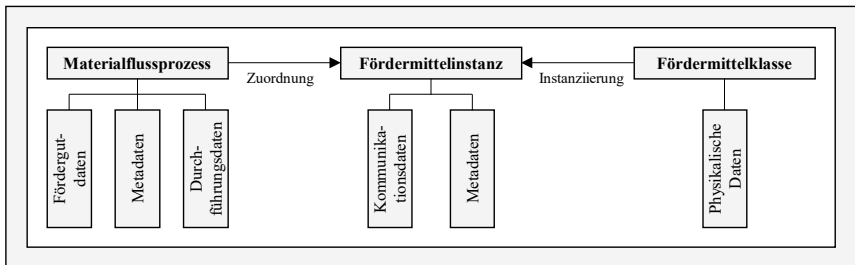 Materialflussprozess
Zuordnung
Fördermittelinstanz
Instanziierung
Fördermittelklasse
Fördergut-
daten
Metadaten
Durch-
führungsdaten
Kommunika-
tionsdaten
Metadaten
Physikalische
Daten